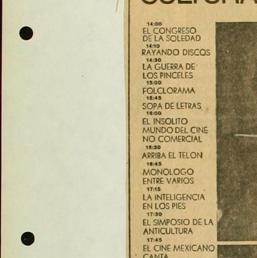 14:00
EL CONGRESO
DE LA SOLEDAD
14:10
RAYANDO DISCOS
14:30
LA GUERRA DE
LOS PINCELES
15:00
FOLCLORAMA
15:45
SOPA DE LETRAS
16:00
EL INSOLITO
MUNDO DEL CINE
NO COMERCIAL
16:30
ARRIBA EL TELON
16:45
MONOLOGO
ENTRE VARIOS
17:15
LA INTELIGENCIA
EN LOS PIES
17:30
EL SIMPOSIO DE LA
ANTICULTURA
17:45
EL CINE MEXICANO
CANTA